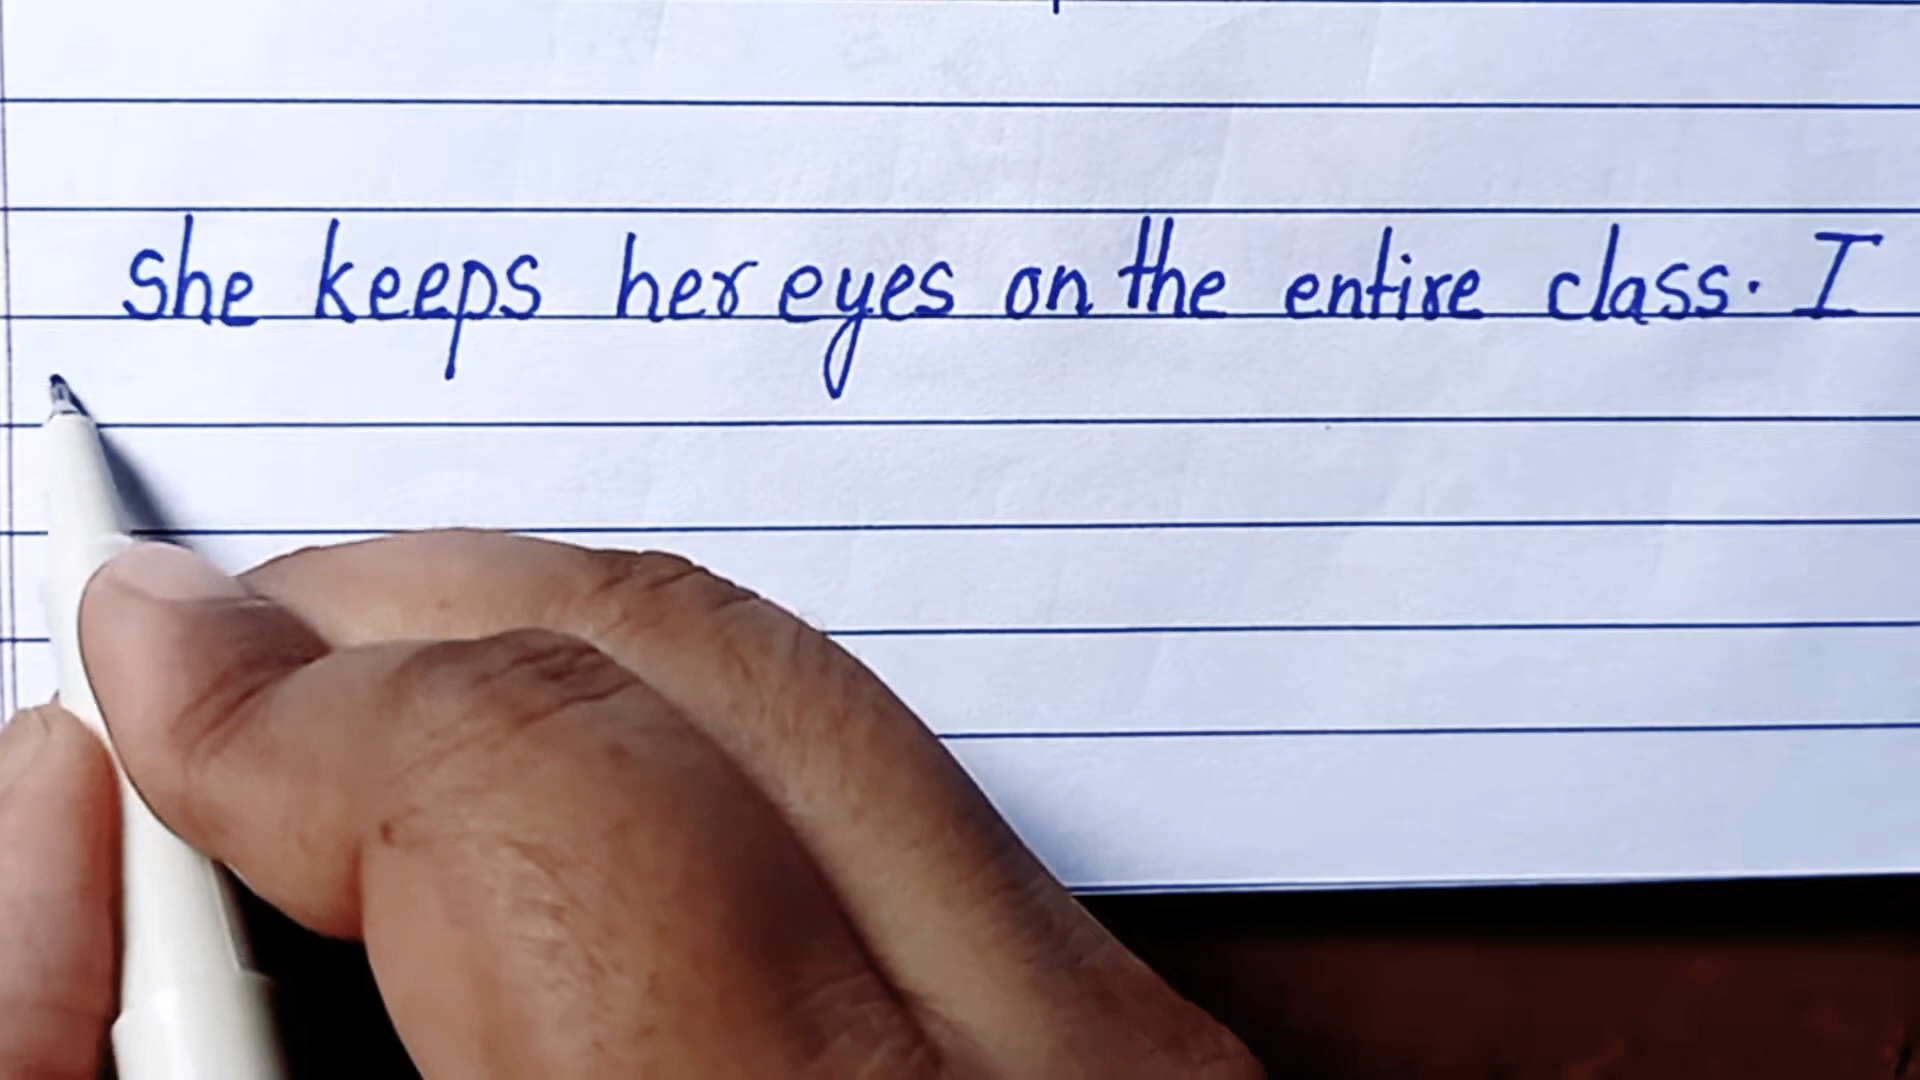 She keeps her eyes on the entire class. I